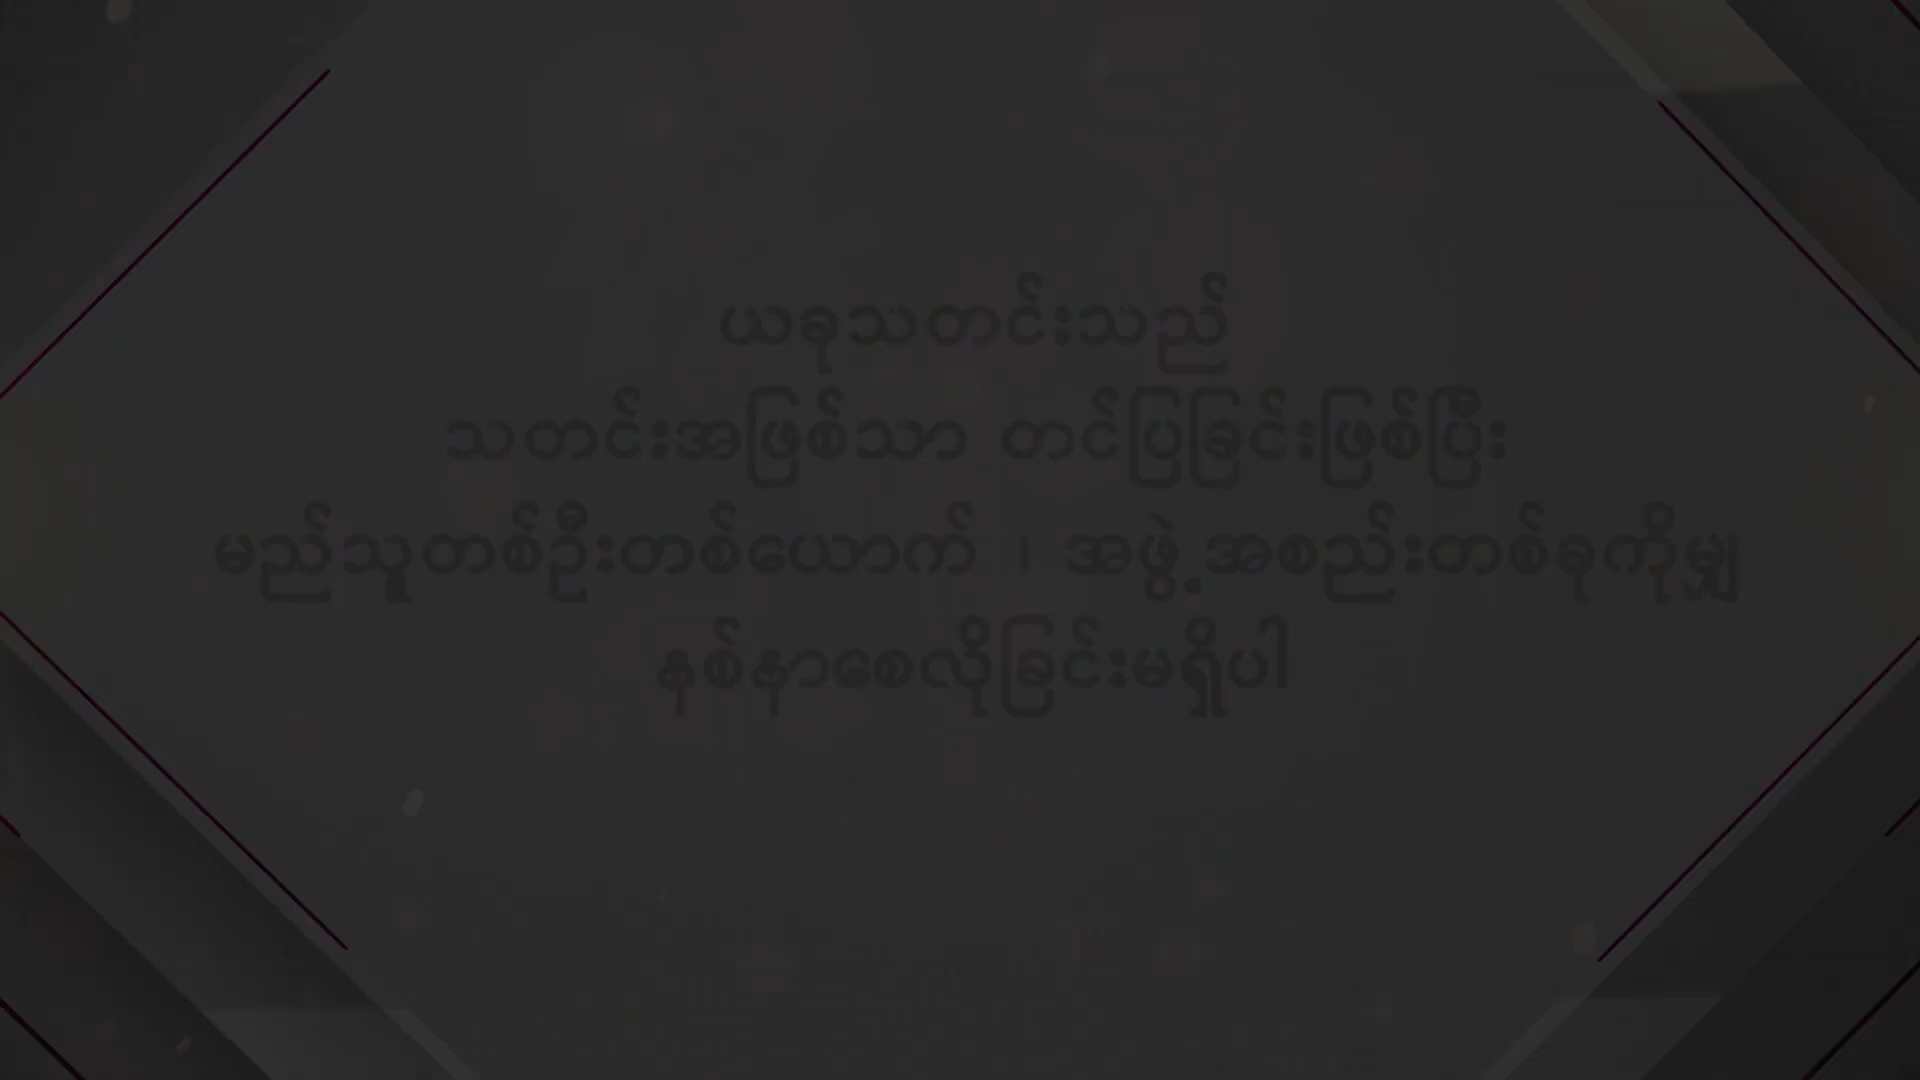 ယခုသတင်းသည်
သတင်းအဖြစ်သာ တင်ပြခြင်းဖြစ်ပြီး
မည်သူတစ်ဦးတစ်ယောက် ၊ အဖွဲ့အစည်းတစ်ခုကိုမျှ
နစ်နာစေလိုခြင်းမရှိပါ